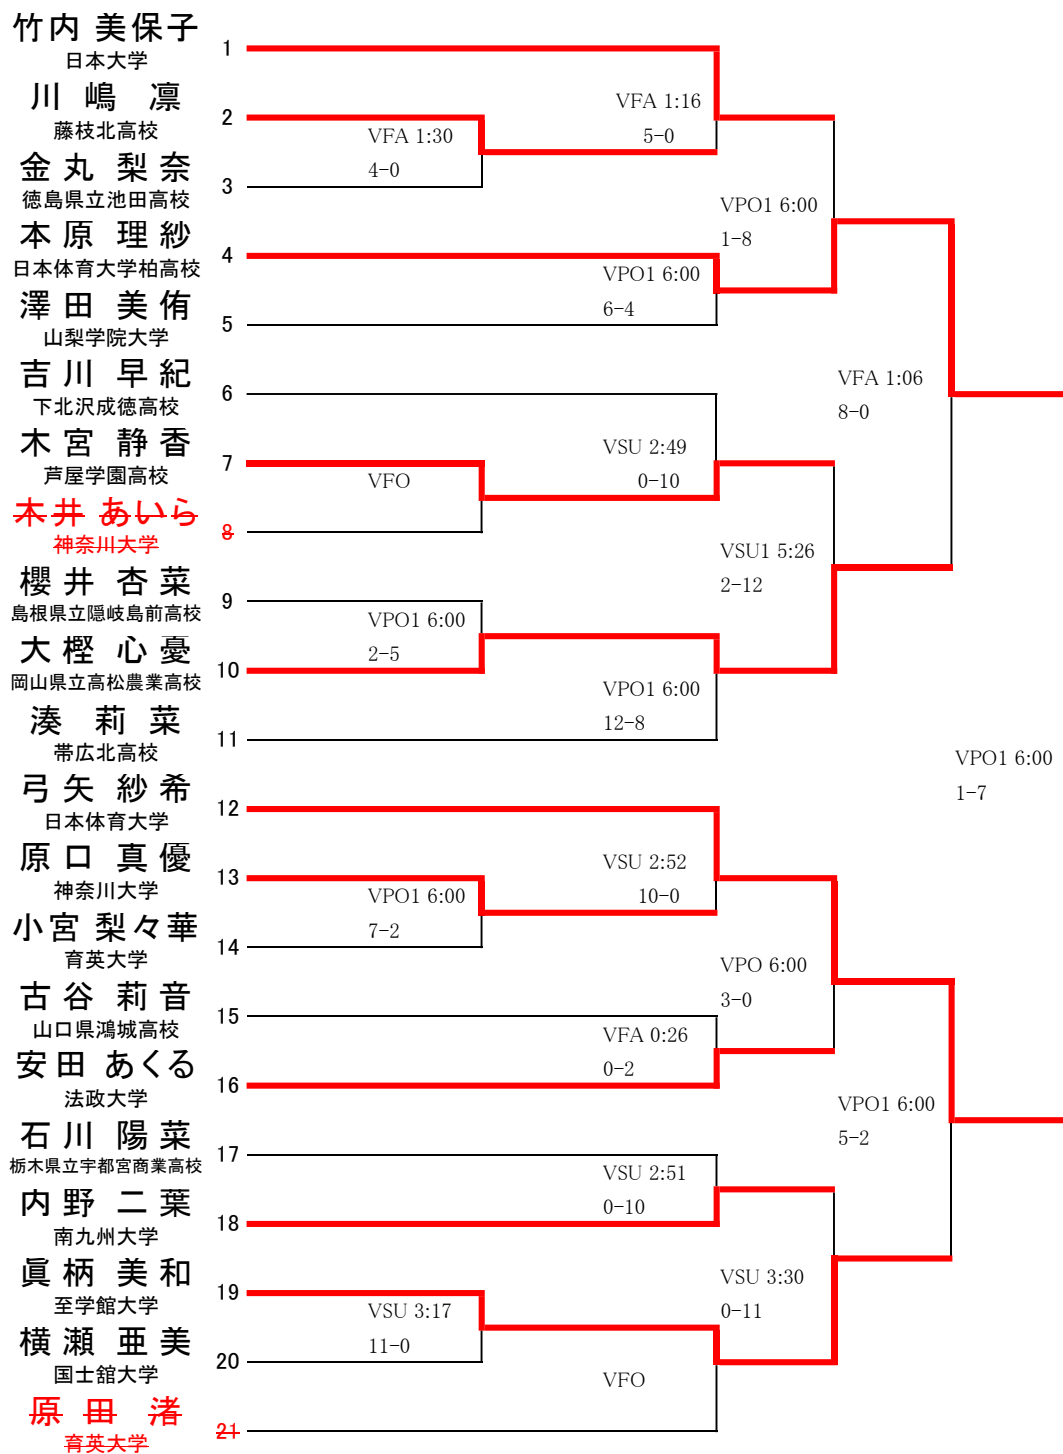 竹内 美保子
日本大学
1
川嶋 凛
藤枝北高校
2
VFA 1:30
4-0
VFA 1:16
5-0
金丸 梨奈
徳島県立池田高校
3
VPO1 6:00
1-8
本原 理紗
日本体育大学柏高校
4
VPO1 6:00
6-4
澤田 美侑
山梨学院大学
5
吉川 早紀
下北沢成徳高校
6
VFA 1:06
8-0
木宮 静香
芦屋学園高校
7
VFO
VSU 2:49
0-10
木井 あいら
神奈川大学
8
VSU1 5:26
2-12
櫻井 杏菜
島根県立隠岐島前高校
9
VPO1 6:00
2-5
大樫 心憂
岡山県立高松農業高校
10
VPO1 6:00
12-8
湊 莉菜
帯広北高校
11
VPO1 6:00
1-7
弓矢 紗希
日本体育大学
12
原口 真優
神奈川大学
13
VPO1 6:00
7-2
VSU 2:52
10-0
小宮 梨々華
育英大学
14
VPO 6:00
3-0
古谷 莉音
山口県鴻城高校
15
VFA 0:26
0-2
安田 あくる
法政大学
16
VPO1 6:00
5-2
石川 陽菜
栃木県立宇都宮商業高校
17
VSU 2:51
0-10
内野 二葉
南九州大学
18
眞柄 美和
至学館大学
19
VSU 3:17
11-0
VSU 3:30
0-11
横瀬 亜美
国士舘大学
20
VFO
原田 渚
育英大学
21